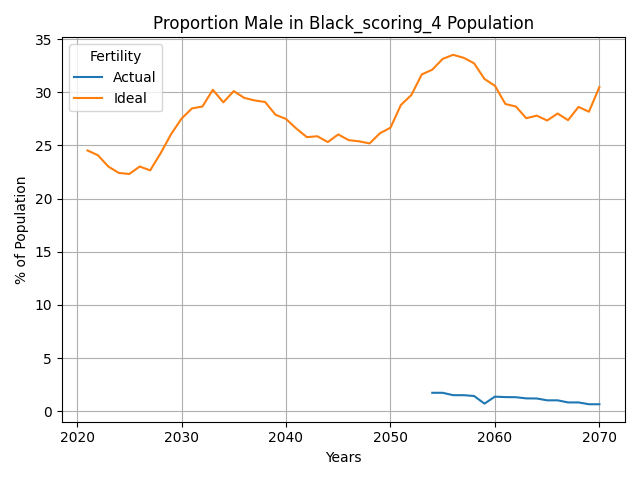 Proportion Male in Black_scoring_4 Population
Fertility
Actual
Ideal
% of Population
35
30
25
20
15
10
5
0
2020
2030
2040
2050
2060
2070
Years